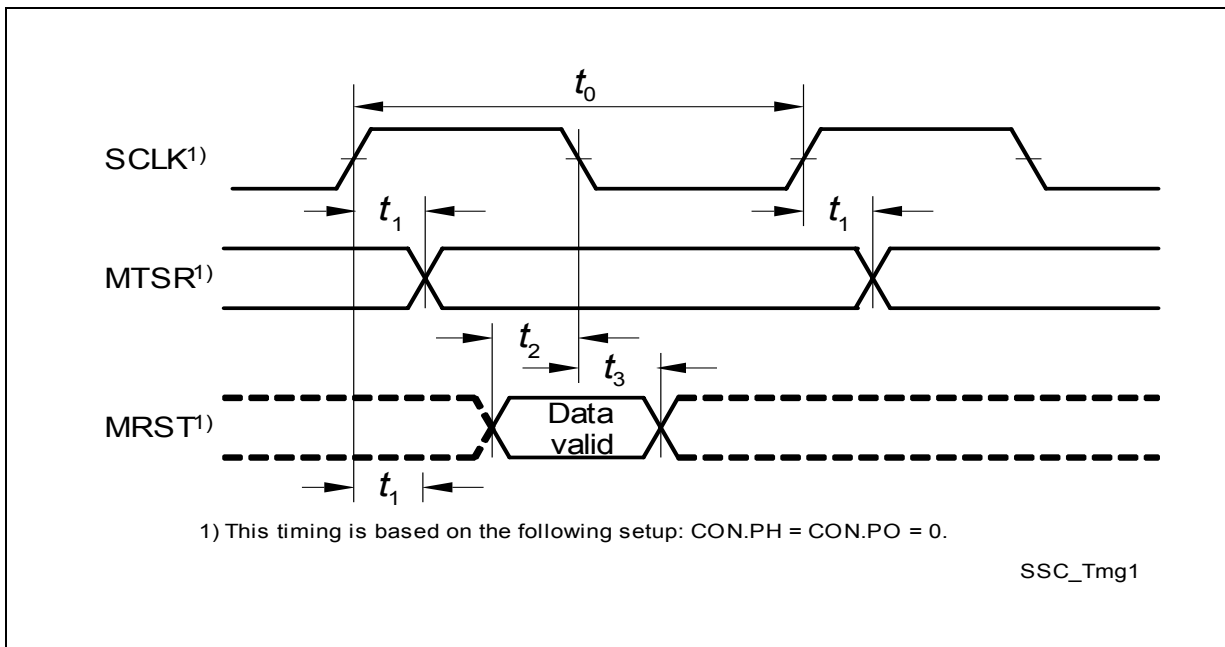 t0
SCLK1)
t1 t1
MTSR1)
t2
t3
MRST1) Data
valid
t1
1) This timing is based on the following setup: CON.PH = CON.PO = 0.
SSC_Tmg1